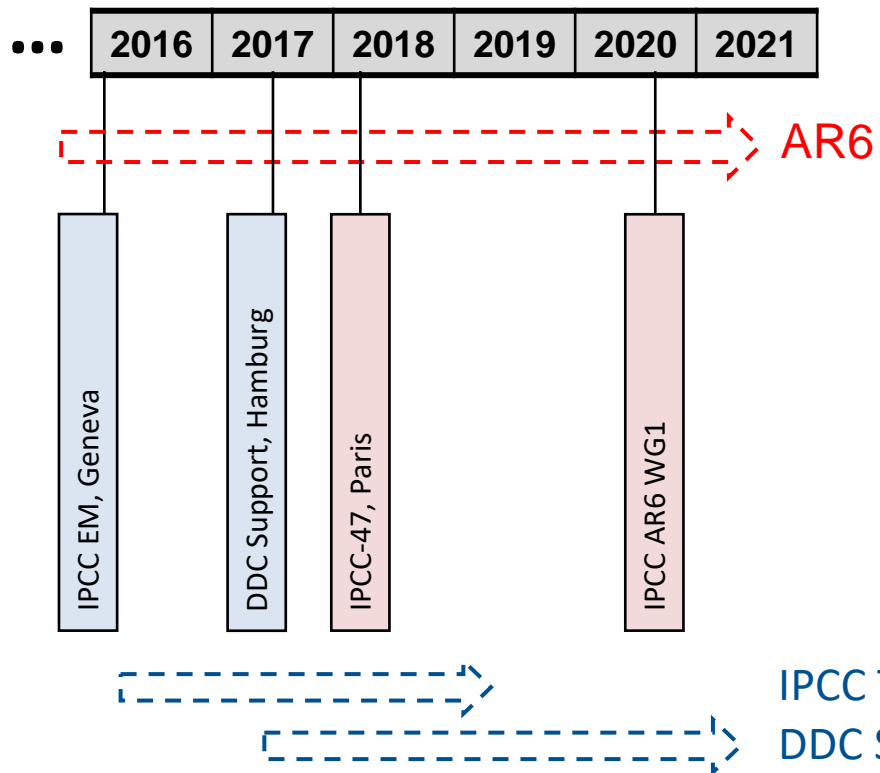 ... 2016 2017 2018 2019 2020 2021
AR6
IPCC EM, Geneva
DDC Support, Hamburg
IPCC-47, Paris
IPCC AR6 WG1
IPCC
DDC